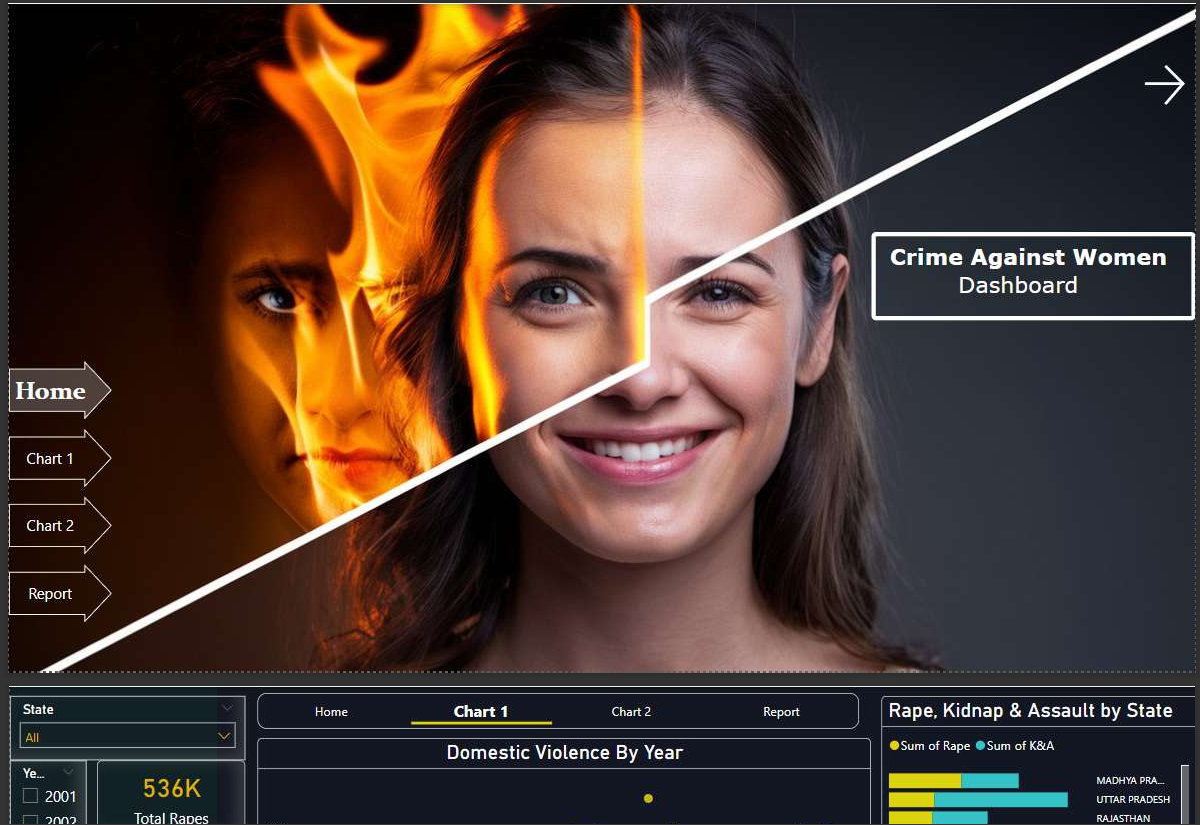 Crime Against Women
Dashboard
Home
Chart 1
Chart 2
Report
State
All
Ye...
2001
2002
536K
Total Rapes
Home
Chart 1
Chart 2
Report
Domestic Violence By Year
Rape, Kidnap & Assault by State
Sum of Rape Sum of K&A
MADHYA PRA...
UTTAR PRADESH
RAJASTHAN